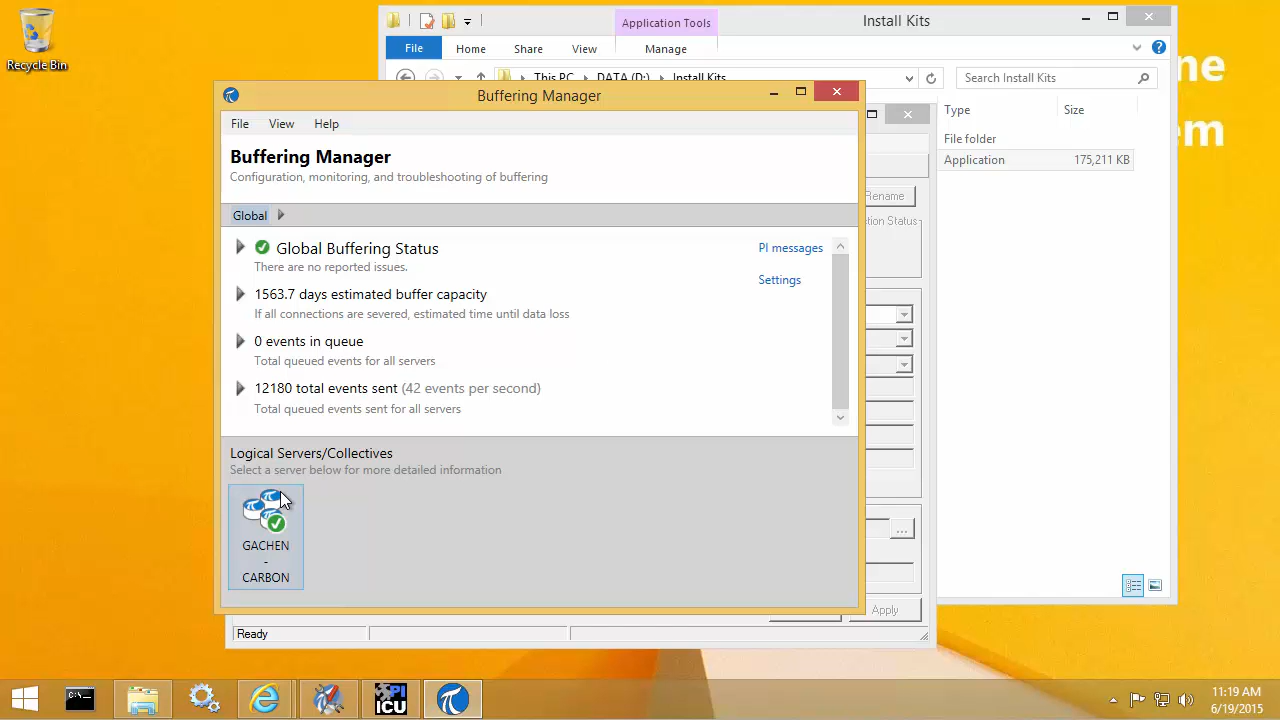 Recycle Bin
Application Tools
Install Kits
File
Home
Share
View
Manage
This PC
DATA (D:)
Install Kits
Search Install Kits
Type
Size
File folder
Application
175,211 KB
Buffering Manager
File
View
Help
Buffering Manager
Configuration, monitoring, and troubleshooting of buffering
Global
Global Buffering Status
There are no reported issues.
PI messages
Settings
1563.7 days estimated buffer capacity
If all connections are severed, estimated time until data loss
0 events in queue
Total queued events for all servers
12180 total events sent (42 events per second)
Total queued events sent for all servers
Logical Servers/Collectives
Select a server below for more detailed information
GACHEN
-
CARBON
Rename
tion Status
...
Apply
Ready
ne
em
PI
ICU
11:19 AM
6/19/2015